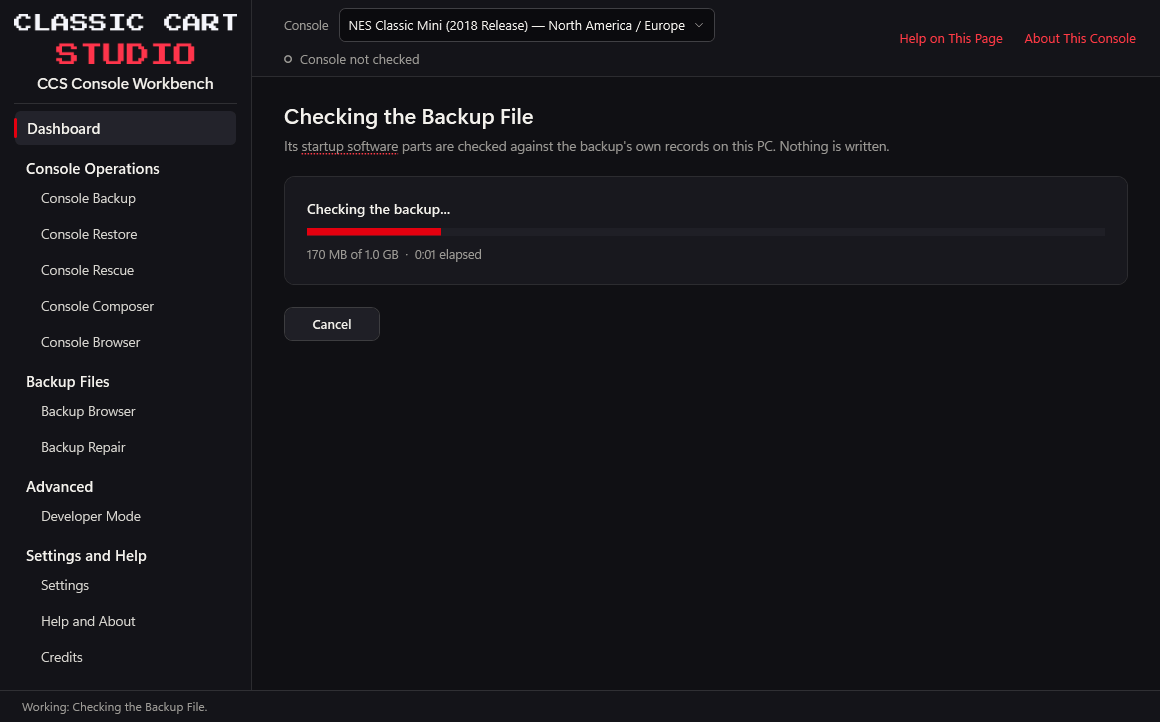 CLASSIC CART
STUDIO
CCS Console Workbench
Dashboard
Console Operations
Console Backup
Console Restore
Console Rescue
Console Composer
Console Browser
Backup Files
Backup Browser
Backup Repair
Advanced
Developer Mode
Settings and Help
Settings
Help and About
Credits
Console
NES Classic Mini (2018 Release) — North America / Europe
Console not checked
Help on This Page
About This Console
Checking the Backup File
Its startup software parts are checked against the backup's own records on this PC. Nothing is written.
Checking the backup...
170 MB of 1.0 GB · 0:01 elapsed
Cancel
Working: Checking the Backup File.